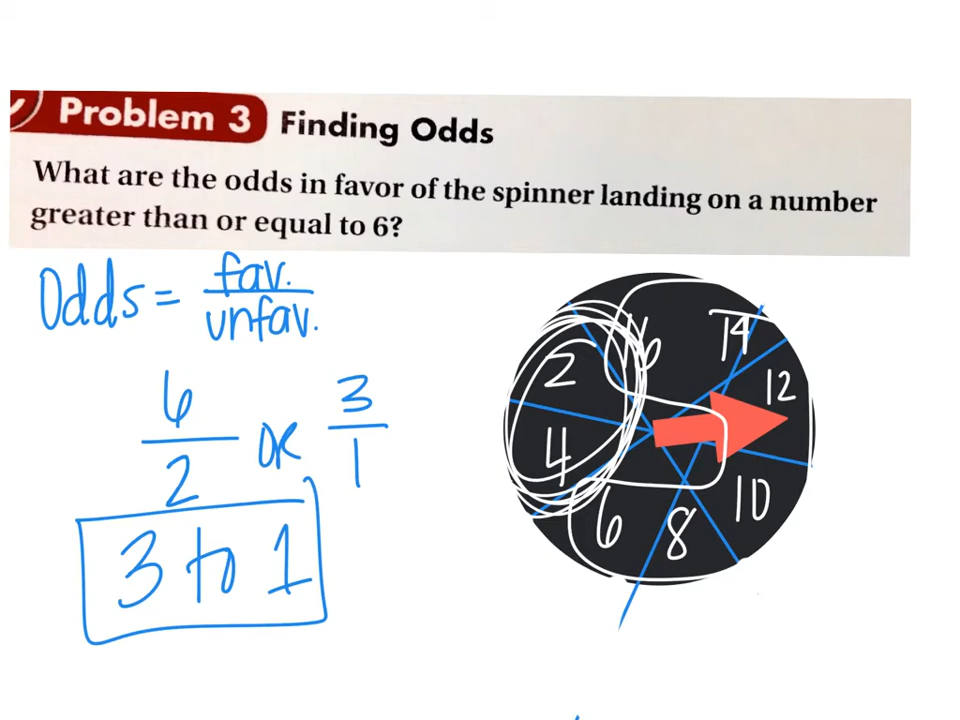 Problem 3 Finding Odds
What are the odds in favor of the spinner landing on a number
greater than or equal to 6?
Odds = fav.
unfav.
6
2
or
3
1
3 to 1
16
14
2
12
4
10
6
8